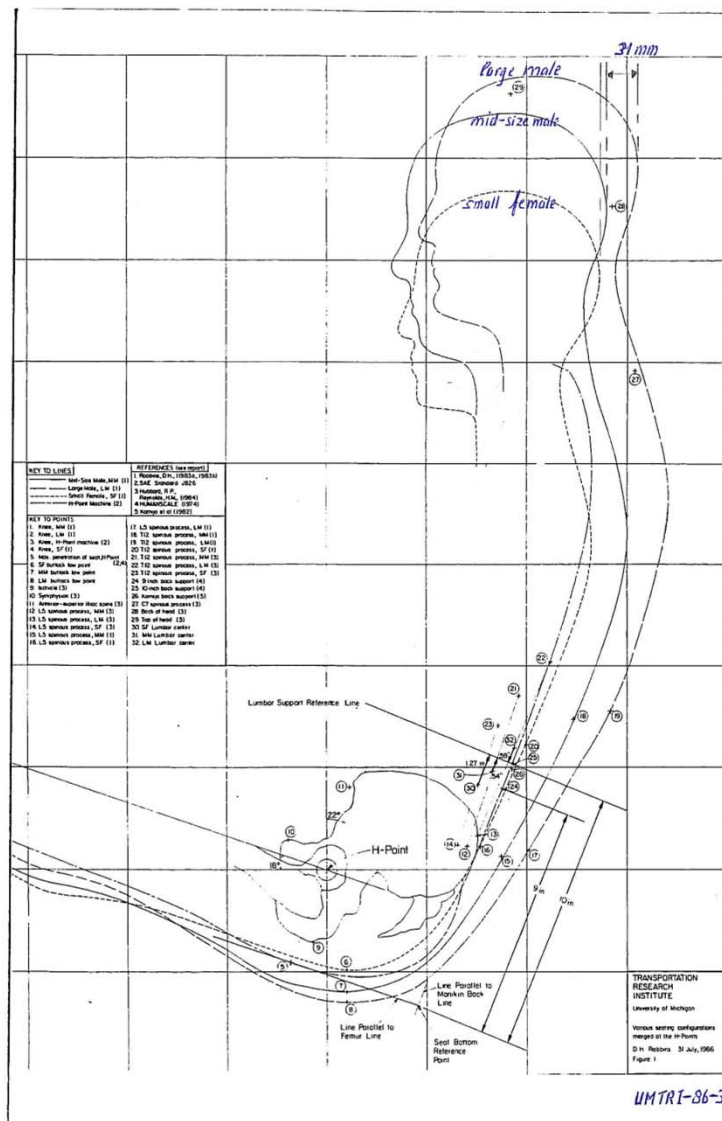 31 mm
large male
29
mid-size male
28
small female
27
KEY TO LINES
Mid-Size Male, MM (1)
Large Male, LM (1)
Small Female, SF (1)
H-Point Machine (2)
REFERENCES (see report)
1 Robbins, D.H., (1983a, 1983b)
2 SAE Standard J826
3 Hubbard, R.P.,
Reynolds, H.M., (1984)
4 HUMANSCALE (1974)
5 Kamijo et al (1982)
KEY TO POINTS
1. Knee, MM (1)
2. Knee, LM (1)
3. Knee, H-Point machine (2)
4. Knee, SF (1)
5 Max. penetration of seat, H-Point (2,4)
6 SF buttock low point
7 MM buttock low point
8 LM buttock low point
9 Ischiale (3)
10 Symphysion (3)
11 Anterior-superior iliac spine (3)
12 L5 spinous process, MM (3)
13 L5 spinous process, LM (3)
14 L5 spinous process, SF (3)
15 L5 spinous process, MM (1)
16 L5 spinous process, SF (1)
17 L5 spinous process, LM (1)
18 T12 spinous process, MM (1)
19 T12 spinous process, LM (1)
20 T12 spinous process, SF (1)
21 T12 spinous process, MM (3)
22 T12 spinous process, LM (3)
23 T12 spinous process, SF (3)
24 9 inch back support (4)
25 10 inch back support (4)
26 Kamijo back support (5)
27 C7 spinous process (3)
28 Back of head (3)
29 Top of head (3)
30 SF Lumbar center
31 MM Lumbar center
32 LM Lumbar center
22
21
Lumbar Support Reference Line
23
18
19
32
20
25
1.27 in
31
26
11
30
24
22°
10
H-Point
13
14
12
16
15
17
18°
9 in
10 in
9
5
6
7
8
Line Parallel to
Manikin Back
Line
Line Parallel to
Femur Line
Seat Bottom
Reference
Point
TRANSPORTATION
RESEARCH
INSTITUTE
University of Michigan
Various seating configurations
merged at the H-Points
D H Robbins 31 July, 1986
Figure 1
UMTRI-86-3